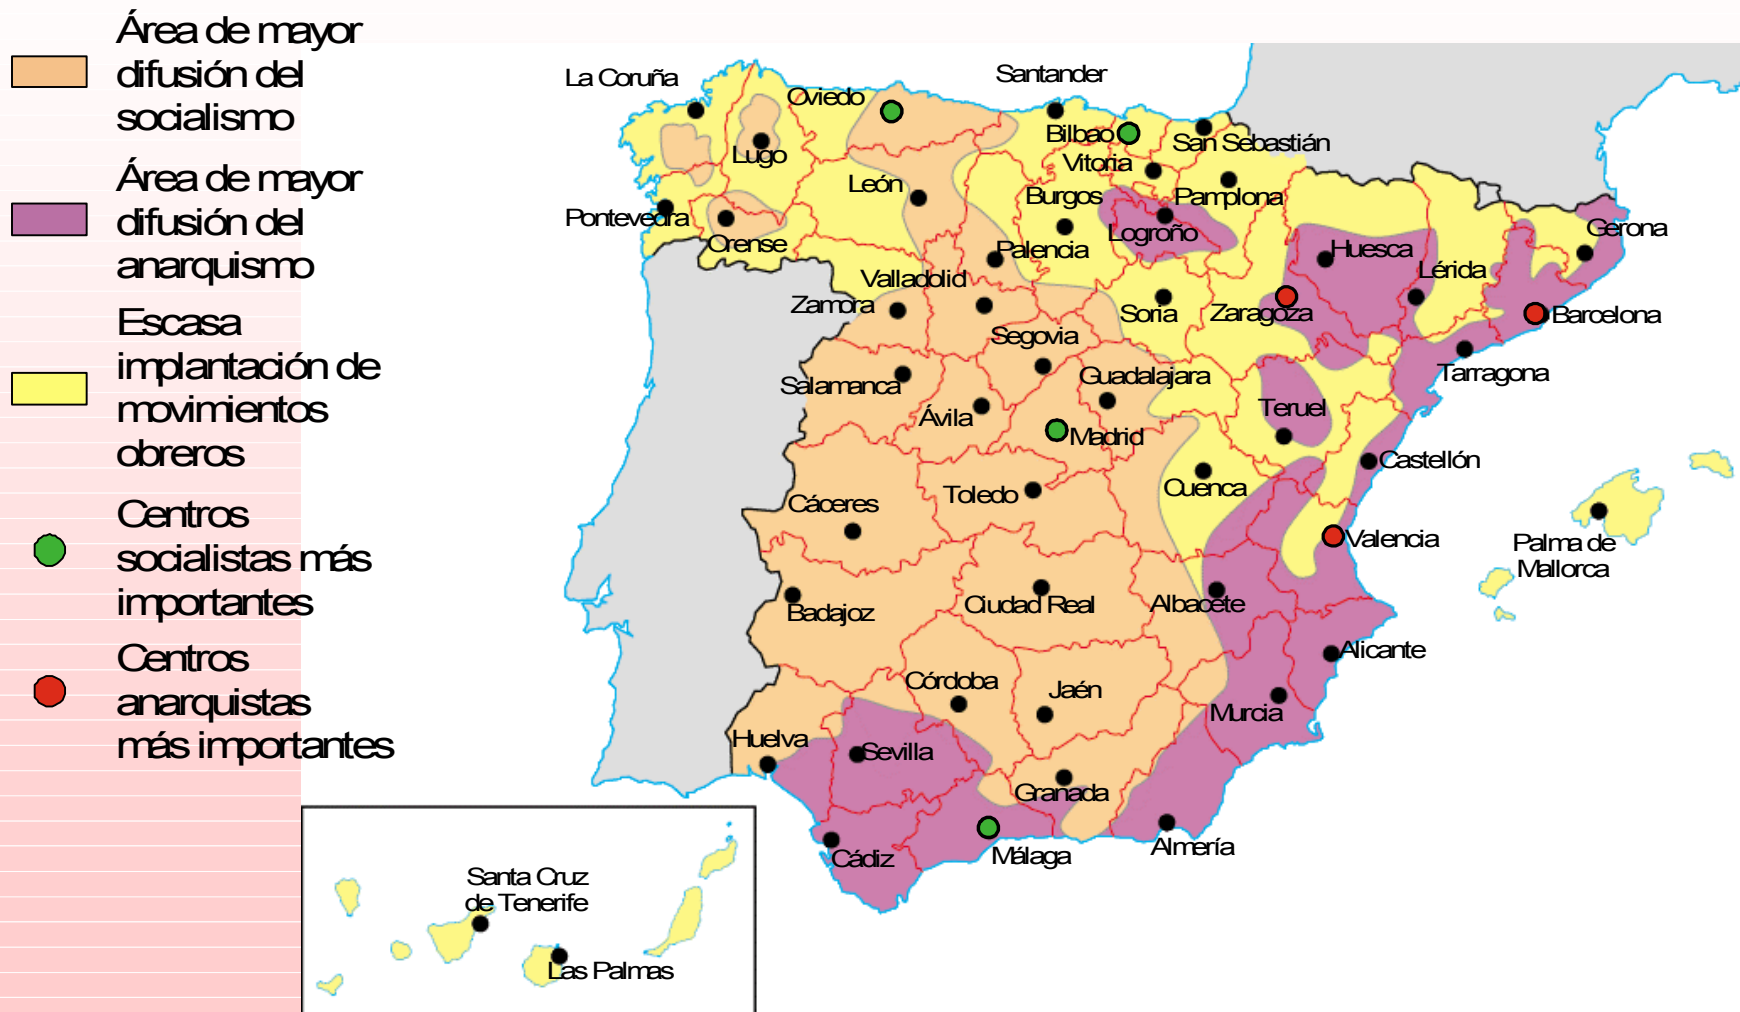 Área de mayor
difusión del
socialismo
Área de mayor
difusión del
anarquismo
Escasa
implantación de
movimientos
obreros
Centros
socialistas más
importantes
Centros
anarquistas
más importantes
La Coruña
Oviedo
Santander
Bilbao
San Sebastián
Lugo
Vitoria
León
Burgos
Pamplona
Pontevedra
Orense
Palencia
Logroño
Huesca
Gerona
Valladolid
Lérida
Zamora
Soria
Zaragoza
Barcelona
Segovia
Salamanca
Guadalajara
Tarragona
Ávila
Teruel
Madrid
Castellón
Cáceres
Toledo
Cuenca
Valencia
Palma de
Mallorca
Badajoz
Ciudad Real
Albacete
Alicante
Córdoba
Jaén
Murcia
Huelva
Sevilla
Granada
Cádiz
Málaga
Almería
Santa Cruz
de Tenerife
Las Palmas